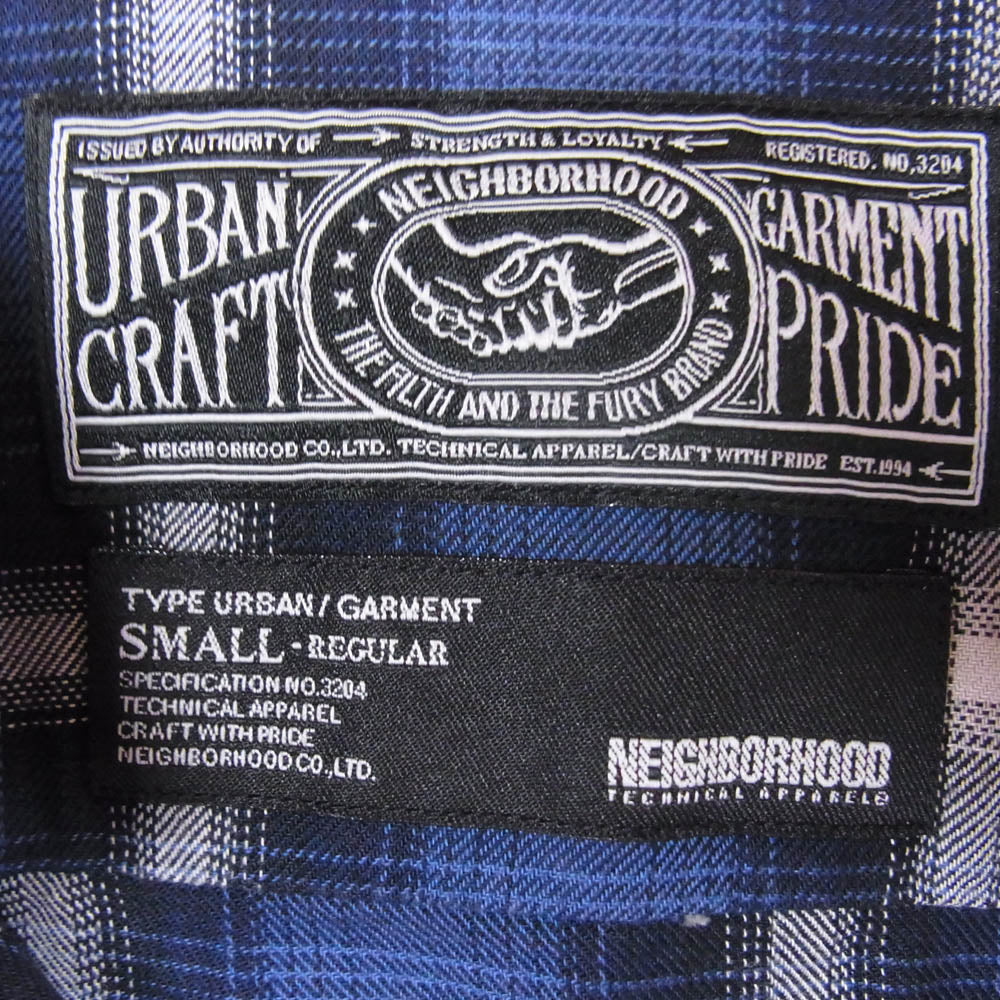 ISSUED BY AUTHORITY OF
STRENGTH & LOYALTY
REGISTERED. NO,3204
URBAN
CRAFT
NEIGHBORHOOD
THE FILTH AND THE FURY BRAND
GARMENT
PRIDE
NEIGHBORHOOD CO.,LTD. TECHNICAL APPAREL/CRAFT WITH PRIDE EST.1994
TYPE URBAN / GARMENT
SMALL - REGULAR
SPECIFICATION NO.3204
TECHNICAL APPAREL
CRAFT WITH PRIDE
NEIGHBORHOOD CO.,LTD.
NEIGHBORHOOD
TECHNICAL APPAREL